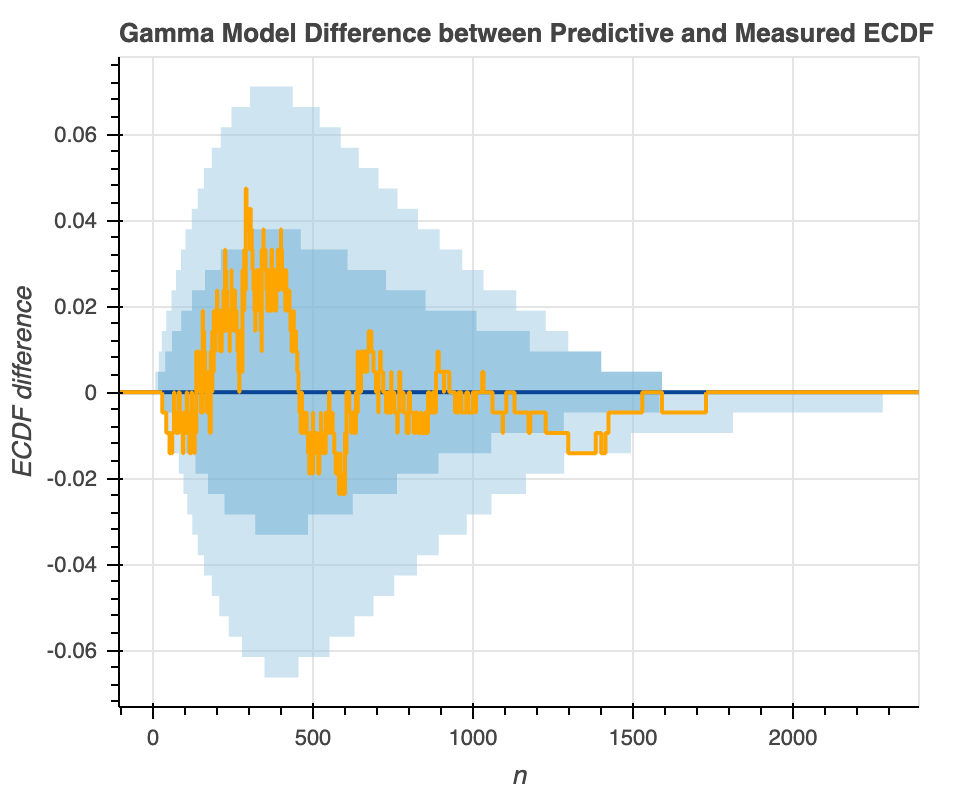 Gamma Model Difference between Predictive and Measured ECDF
0.06
0.04
0.02
0
-0.02
-0.04
-0.06
ECDF difference
0 500 1000 1500 2000
n